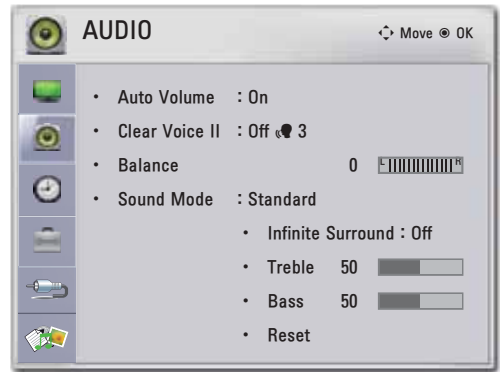 AUDIO Move OK
• Auto Volume : On
• Clear Voice II : Off 3
• Balance 0 L R
• Sound Mode : Standard
• Infinite Surround : Off
• Treble 50
• Bass 50
• Reset